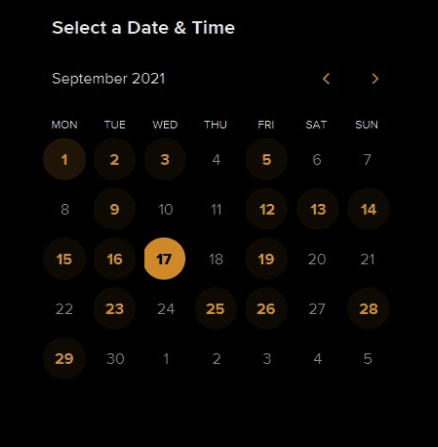 Select a Date & Time
September 2021
MON TUE WED THU FRI SAT SUN
1 2 3 4 5 6 7
8 9 10 11 12 13 14
15 16 17 18 19 20 21
22 23 24 25 26 27 28
29 30 1 2 3 4 5